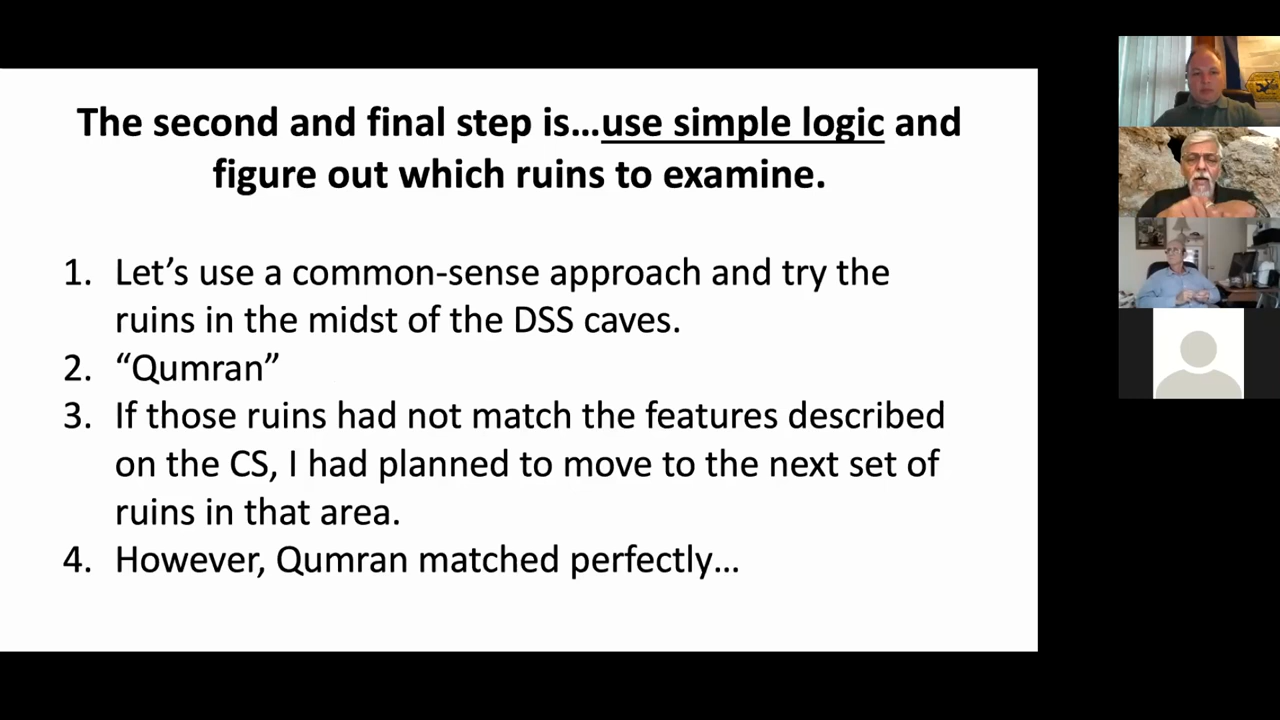 The second and final step is…use simple logic and
figure out which ruins to examine.
1. Let’s use a common-sense approach and try the
ruins in the midst of the DSS caves.
2. “Qumran”
3. If those ruins had not match the features described
on the CS, I had planned to move to the next set of
ruins in that area.
4. However, Qumran matched perfectly…